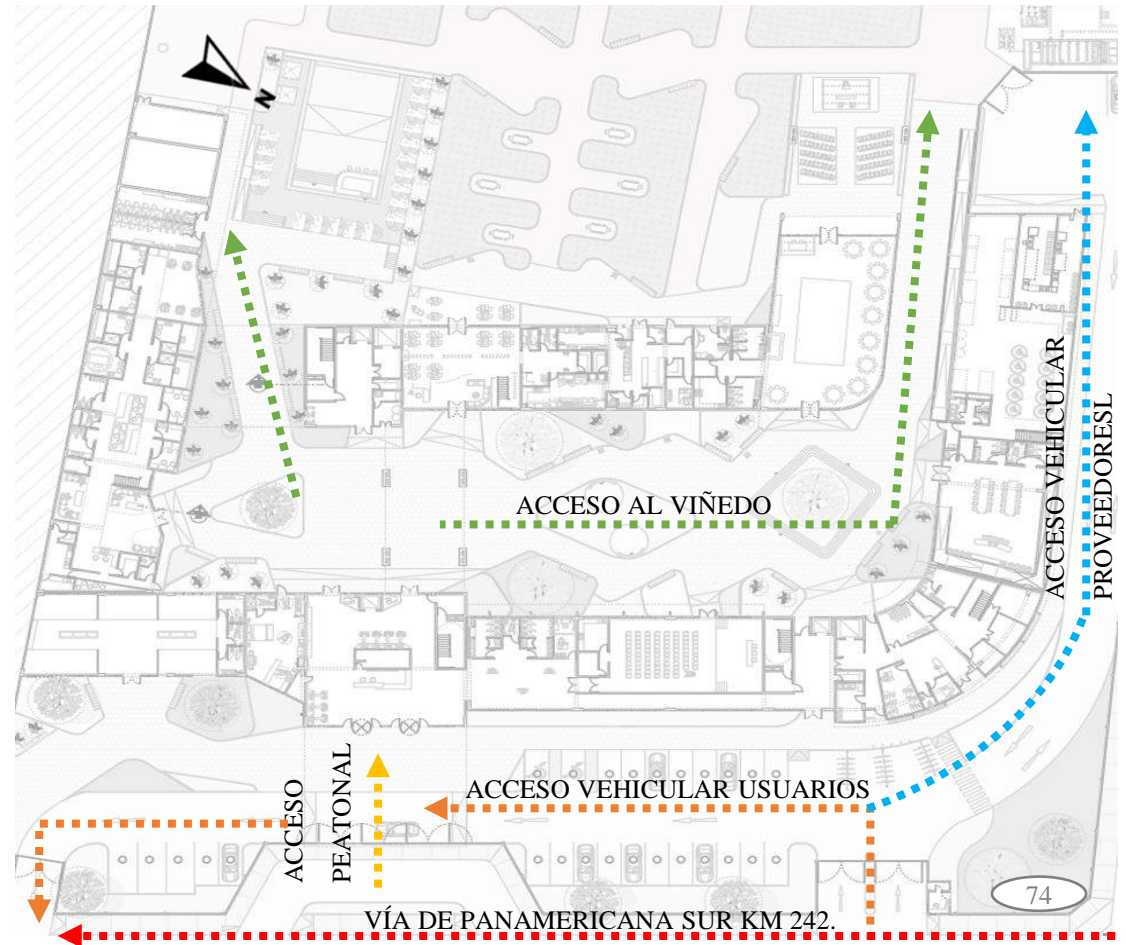 N
ACCESO AL VIÑEDO
ACCESO VEHICULAR
PROVEEDORESL
ACCESO VEHICULAR USUARIOS
ACCESO
PEATONAL
74
VÍA DE PANAMERICANA SUR KM 242.